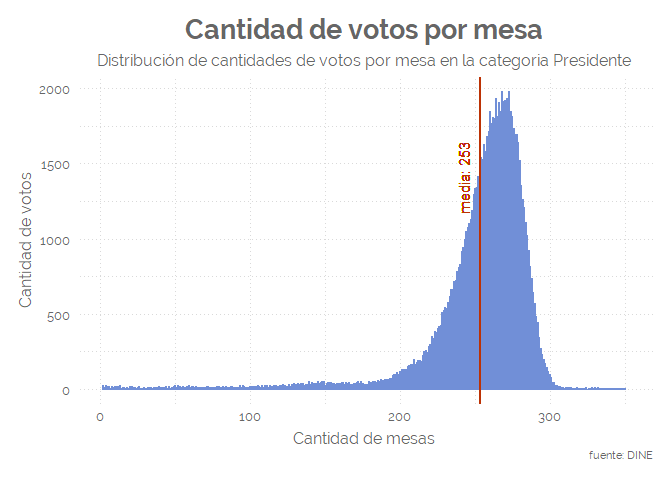 Cantidad de votos por mesa
Distribución de cantidades de votos por mesa en la categoria Presidente
Cantidad de votos
2000
1500
1000
500
0
media: 253
0 100 200 300
Cantidad de mesas
fuente: DINE